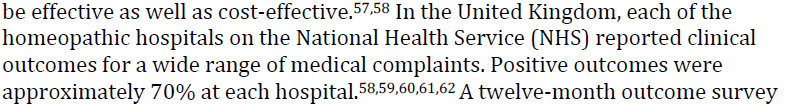 be effective as well as cost-effective.57,58 In the United Kingdom, each of the
homeopathic hospitals on the National Health Service (NHS) reported clinical
outcomes for a wide range of medical complaints. Positive outcomes were
approximately 70% at each hospital.58,59,60,61,62 A twelve-month outcome survey